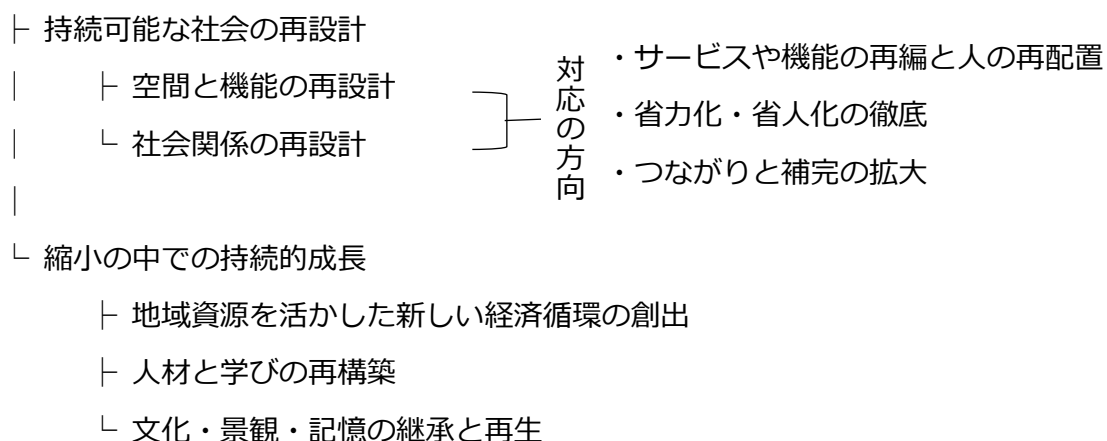 ├ 持続可能な社会の再設計
│ ├ 空間と機能の再設計
│ └ 社会関係の再設計
│
対応の方向
・サービスや機能の再編と人の再配置
・省力化・省人化の徹底
・つながりと補完の拡大
└ 縮小の中での持続的成長
├ 地域資源を活かした新しい経済循環の創出
├ 人材と学びの再構築
└ 文化・景観・記憶の継承と再生